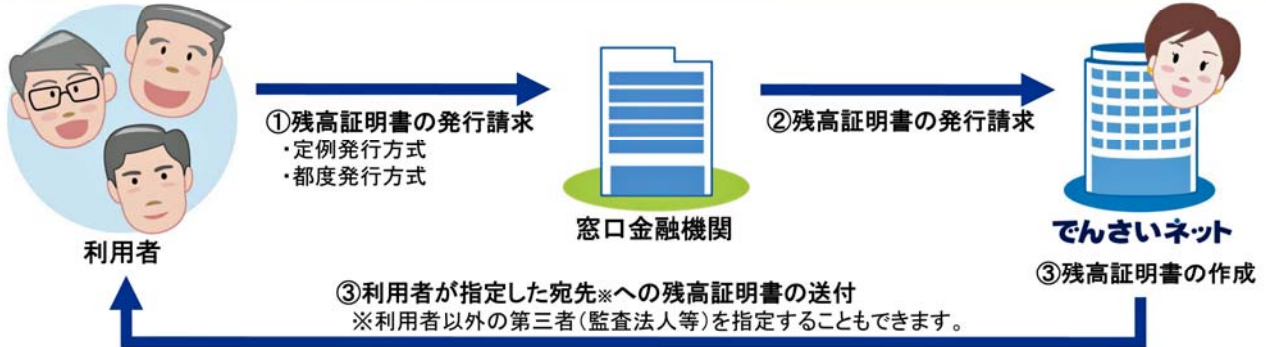 ①残高証明書の発行請求
・定例発行方式
・都度発行方式
②残高証明書の発行請求
利用者
窓口金融機関
でんさいネット
③残高証明書の作成
③利用者が指定した宛先※への残高証明書の送付
※利用者以外の第三者(監査法人等)を指定することもできます。